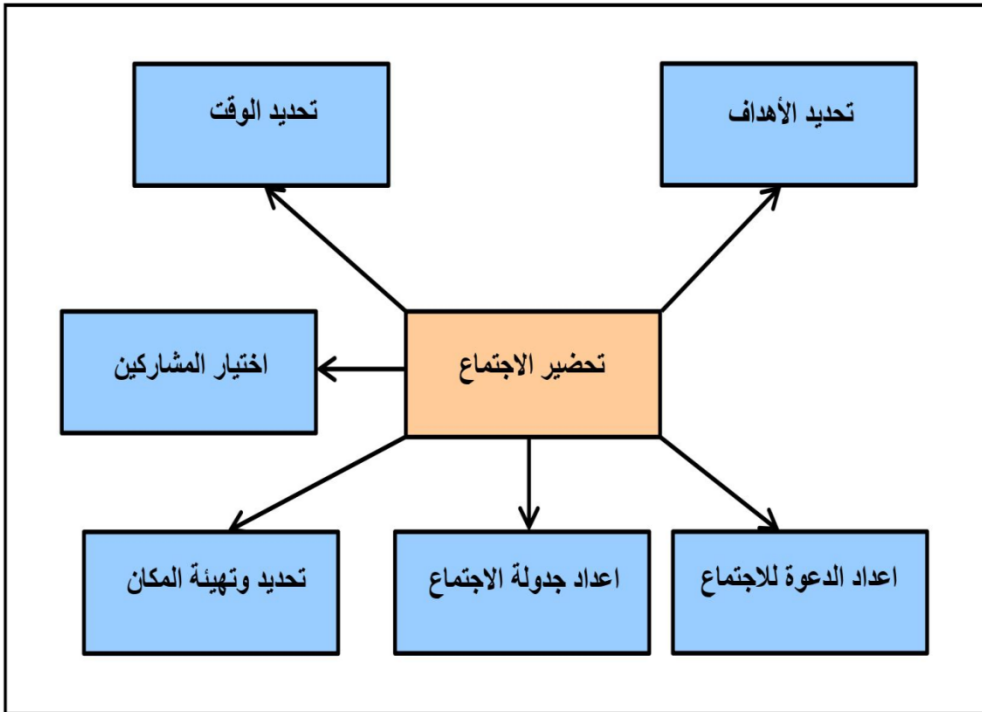 تحديد الأهداف
تحديد الوقت
تحضير الاجتماع
اختيار المشاركين
اعداد الدعوة للاجتماع
اعداد جدولة الاجتماع
تحديد وتهيئة المكان